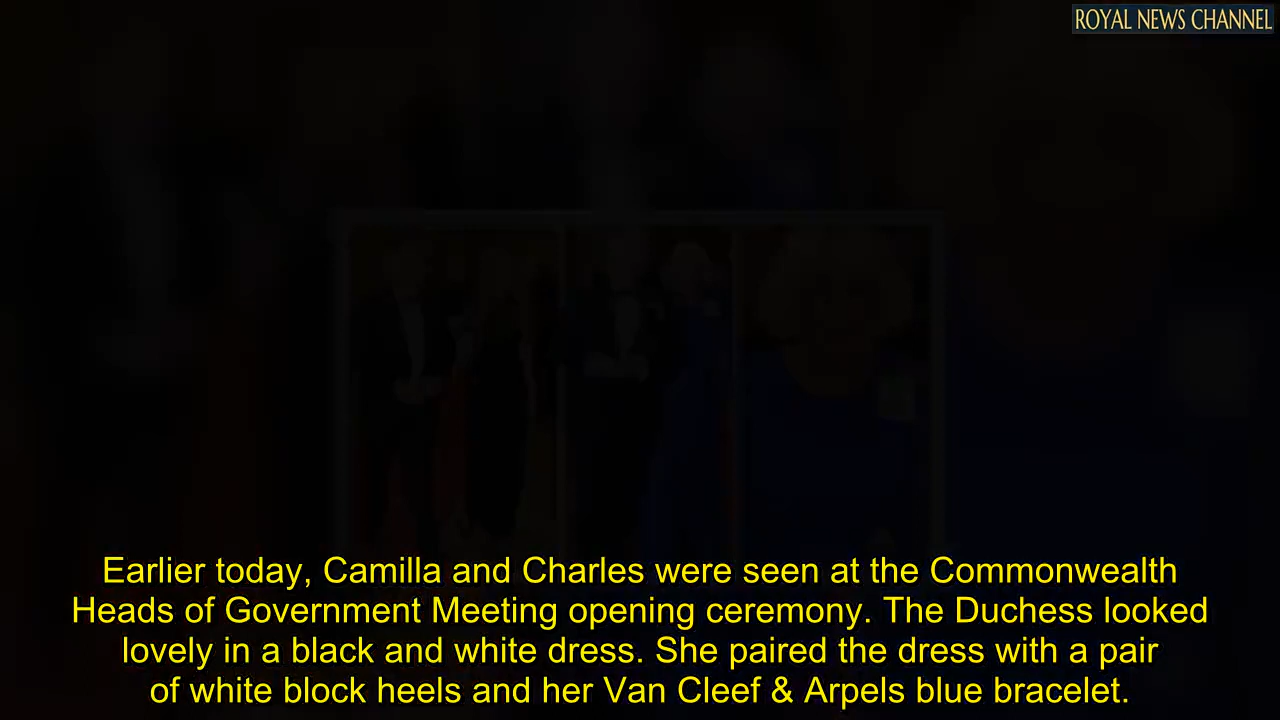 ROYAL NEWS CHANNEL
Earlier today, Camilla and Charles were seen at the Commonwealth
Heads of Government Meeting opening ceremony. The Duchess looked
lovely in a black and white dress. She paired the dress with a pair
of white block heels and her Van Cleef & Arpels blue bracelet.